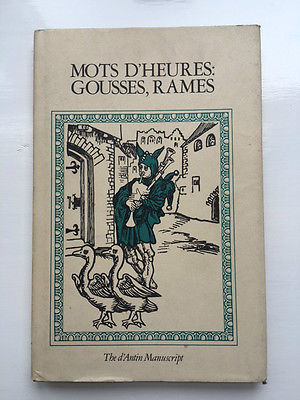 MOTS D'HEURES:
GOUSSES, RAMES
The d'Antin Manuscript